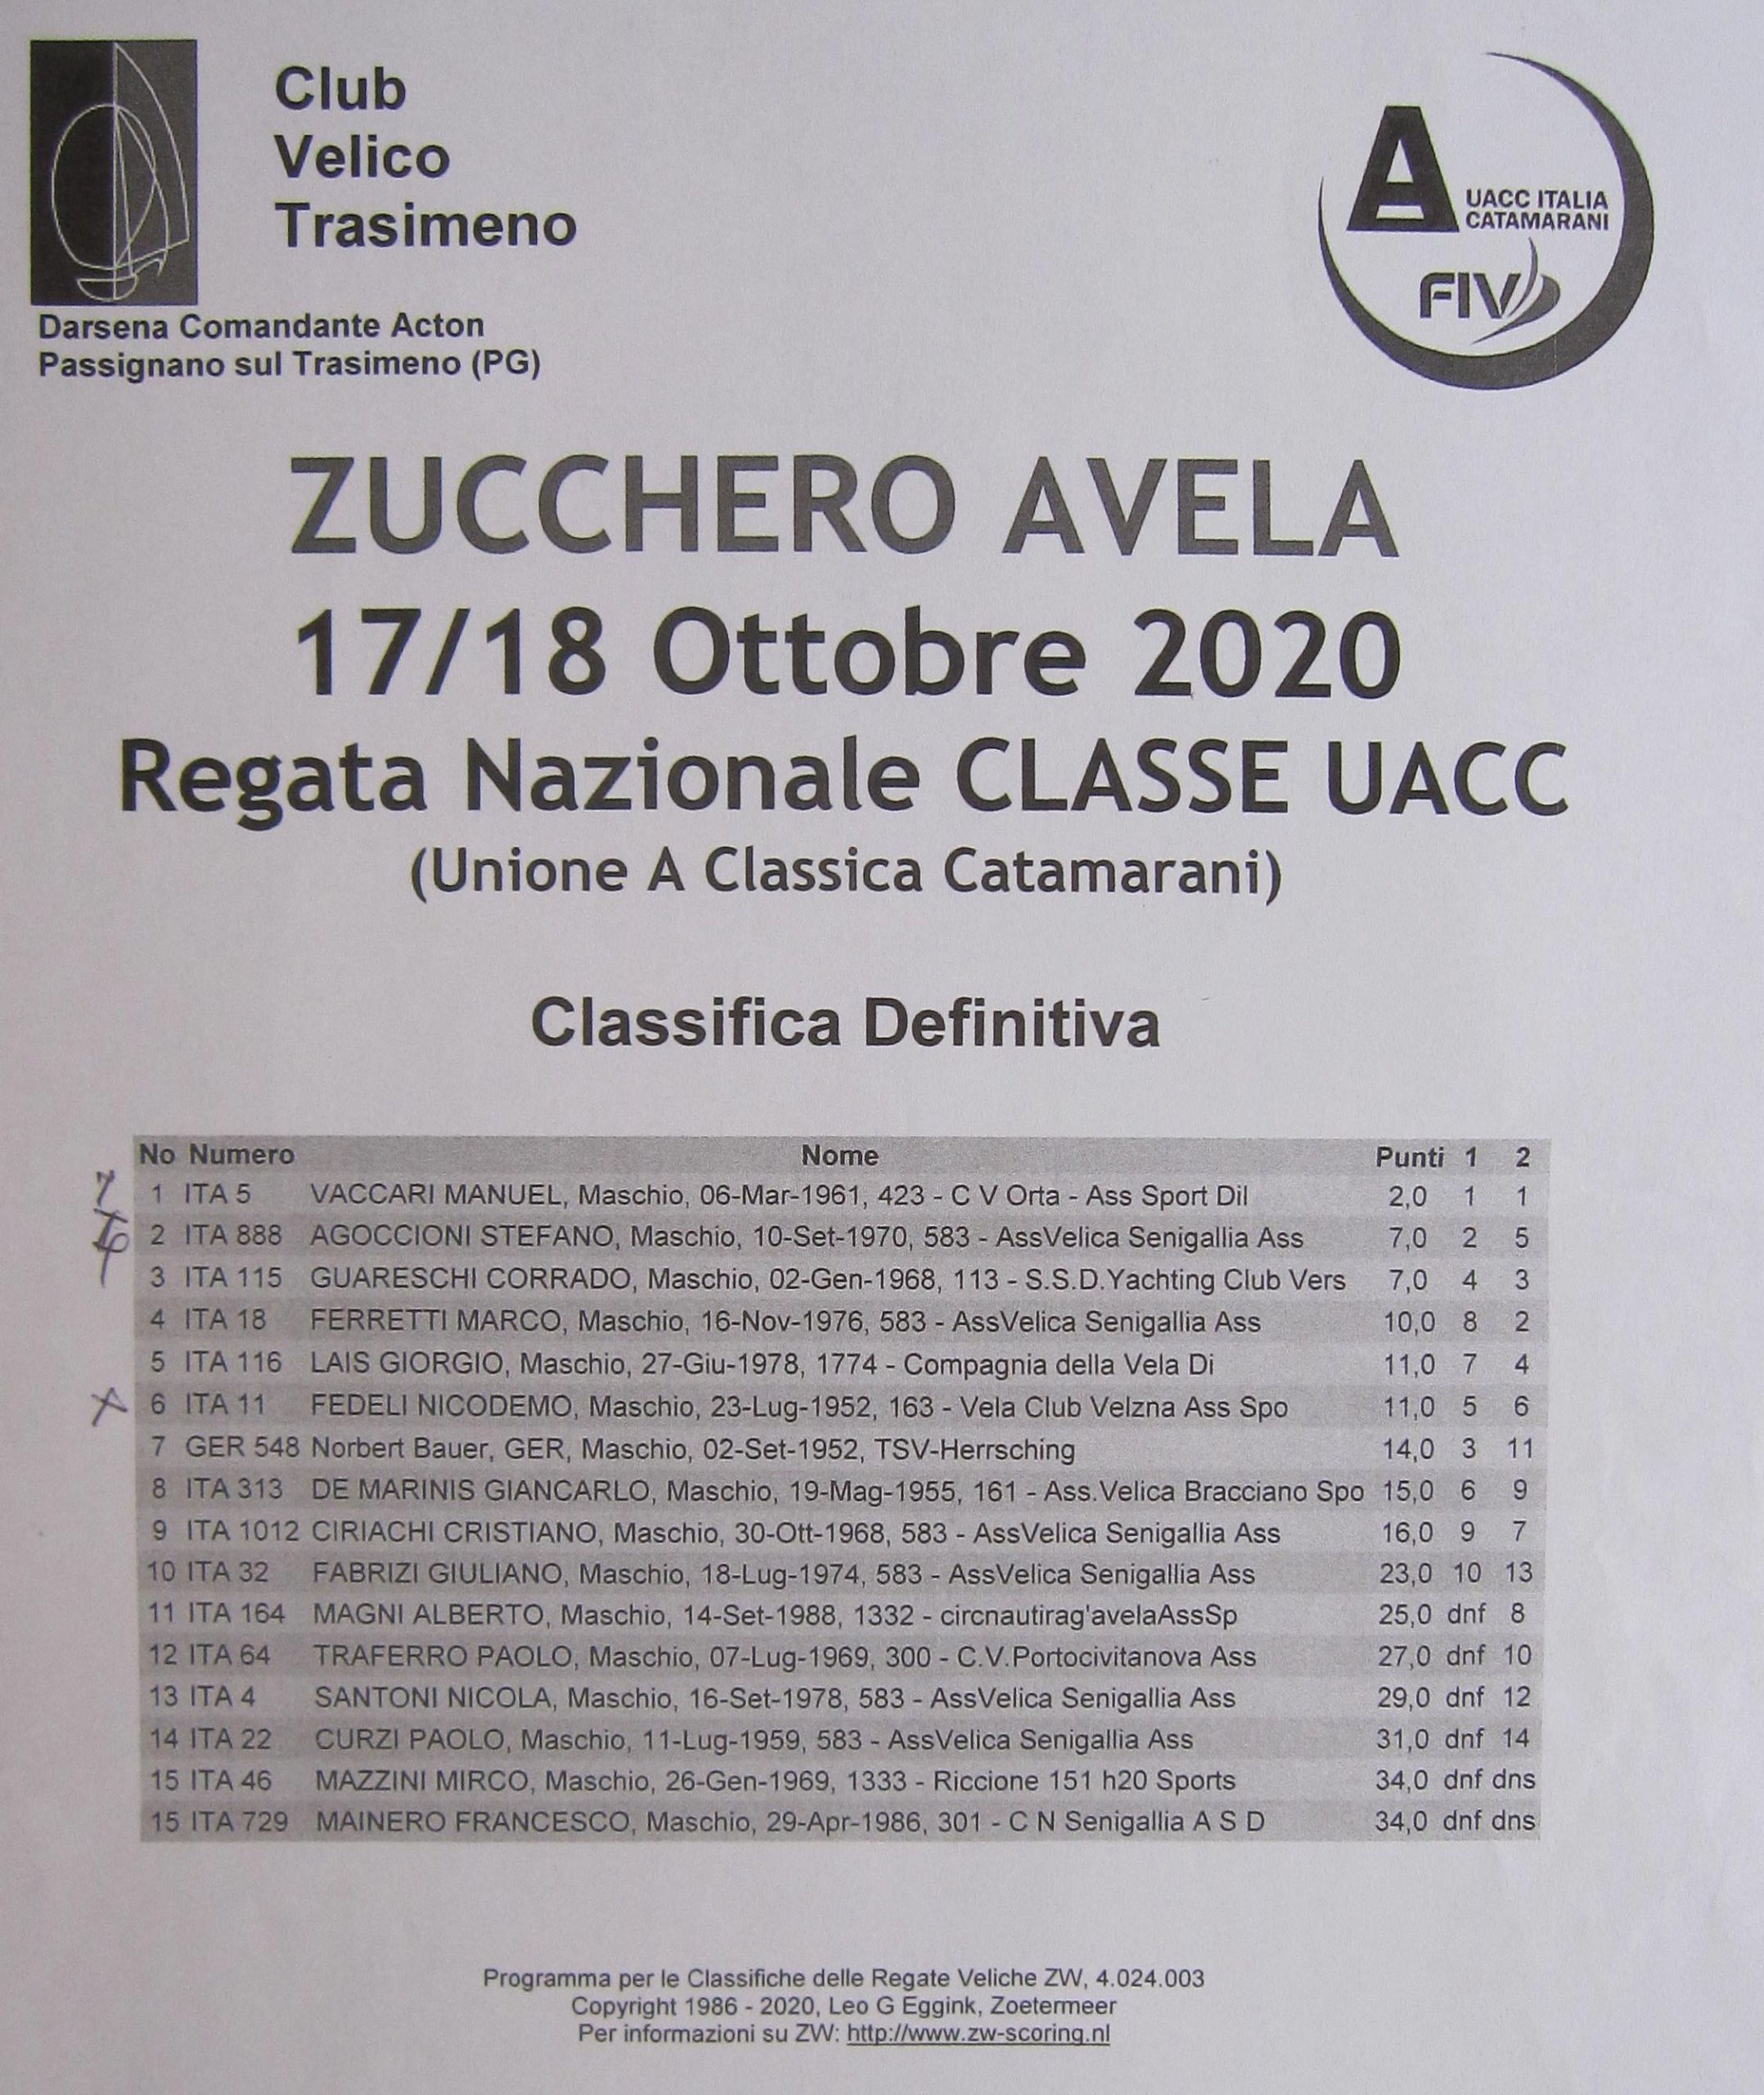 Club
Velico
Trasimeno
Darsena Comandante Acton
Passignano sul Trasimeno (PG)
A UACC ITALIA
CATAMARANI
FIV
ZUCCHERO AVELA
17/18 Ottobre 2020
Regata Nazionale CLASSE UACC
(Unione A Classica Catamarani)
Classifica Definitiva
No Numero Nome Punti 1 2
1 ITA 5 VACCARI MANUEL, Maschio, 06-Mar-1961, 423 - C V Orta - Ass Sport Dil 2,0 1 1
2 ITA 888 AGOCCIONI STEFANO, Maschio, 10-Set-1970, 583 - AssVelica Senigallia Ass 7,0 2 5
3 ITA 115 GUARESCHI CORRADO, Maschio, 02-Gen-1968, 113 - S.S.D.Yachting Club Vers 7,0 4 3
4 ITA 18 FERRETTI MARCO, Maschio, 16-Nov-1976, 583 - AssVelica Senigallia Ass 10,0 8 2
5 ITA 116 LAIS GIORGIO, Maschio, 27-Giu-1978, 1774 - Compagnia della Vela Di 11,0 7 4
6 ITA 11 FEDELI NICODEMO, Maschio, 23-Lug-1952, 163 - Vela Club Velzna Ass Spo 11,0 5 6
7 GER 548 Norbert Bauer, GER, Maschio, 02-Set-1952, TSV-Herrsching 14,0 3 11
8 ITA 313 DE MARINIS GIANCARLO, Maschio, 19-Mag-1955, 161 - Ass.Velica Bracciano Spo 15,0 6 9
9 ITA 1012 CIRIACHI CRISTIANO, Maschio, 30-Ott-1968, 583 - AssVelica Senigallia Ass 16,0 9 7
10 ITA 32 FABRIZI GIULIANO, Maschio, 18-Lug-1974, 583 - AssVelica Senigallia Ass 23,0 10 13
11 ITA 164 MAGNI ALBERTO, Maschio, 14-Set-1988, 1332 - circnautirag'avelaAssSp 25,0 dnf 8
12 ITA 64 TRAFERRO PAOLO, Maschio, 07-Lug-1969, 300 - C.V.Portocivitanova Ass 27,0 dnf 10
13 ITA 4 SANTONI NICOLA, Maschio, 16-Set-1978, 583 - AssVelica Senigallia Ass 29,0 dnf 12
14 ITA 22 CURZI PAOLO, Maschio, 11-Lug-1959, 583 - AssVelica Senigallia Ass 31,0 dnf 14
15 ITA 46 MAZZINI MIRCO, Maschio, 26-Gen-1969, 1333 - Riccione 151 h20 Sports 34,0 dnf dns
15 ITA 729 MAINERO FRANCESCO, Maschio, 29-Apr-1986, 301 - C N Senigallia A S D 34,0 dnf dns
Programma per le Classifiche delle Regate Veliche ZW, 4.024.003
Copyright 1986 - 2020, Leo G Eggink, Zoetermeer
Per informazioni su ZW: http://www.zw-scoring.nl